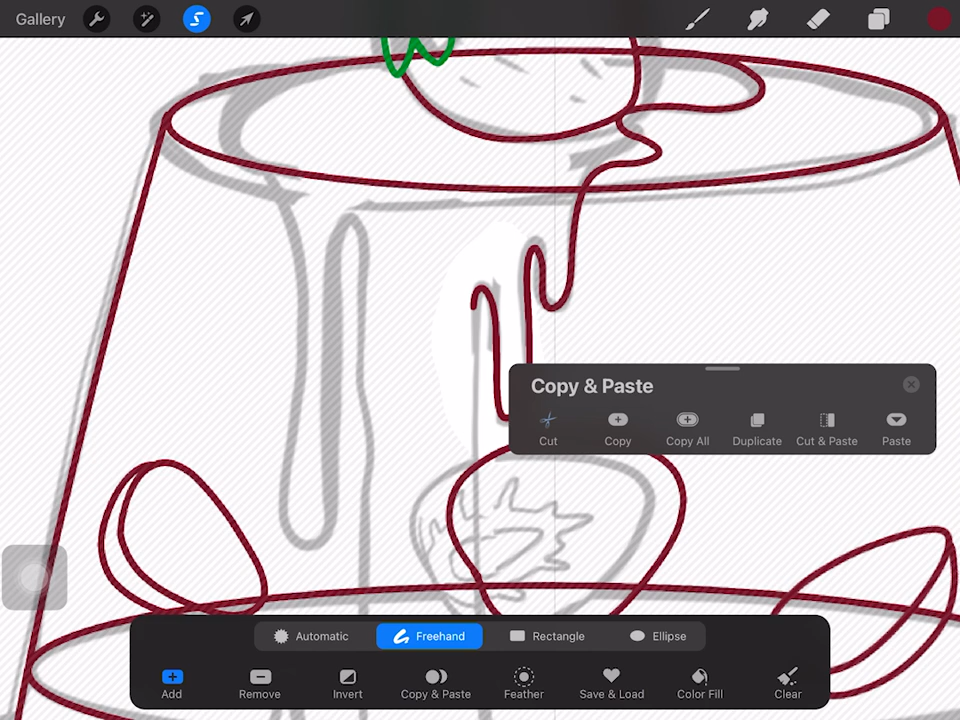 Gallery
Copy & Paste
Cut Copy Copy All Duplicate Cut & Paste Paste
Automatic Freehand Rectangle Ellipse
Add Remove Invert Copy & Paste Feather Save & Load Color Fill Clear